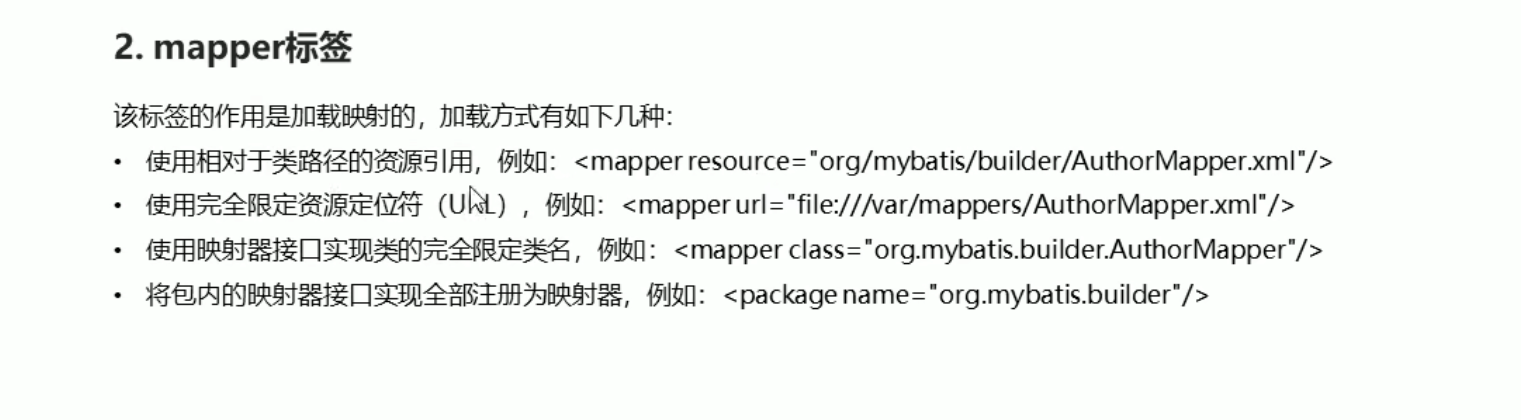 2. mapper标签
该标签的作用是加载映射的，加载方式有如下几种：
• 使用相对于类路径的资源引用，例如：<mapper resource="org/mybatis/builder/AuthorMapper.xml"/>
• 使用完全限定资源定位符（URL），例如：<mapper url="file:///var/mappers/AuthorMapper.xml"/>
• 使用映射器接口实现类的完全限定类名，例如：<mapper class="org.mybatis.builder.AuthorMapper"/>
• 将包内的映射器接口实现全部注册为映射器，例如：<package name="org.mybatis.builder"/>